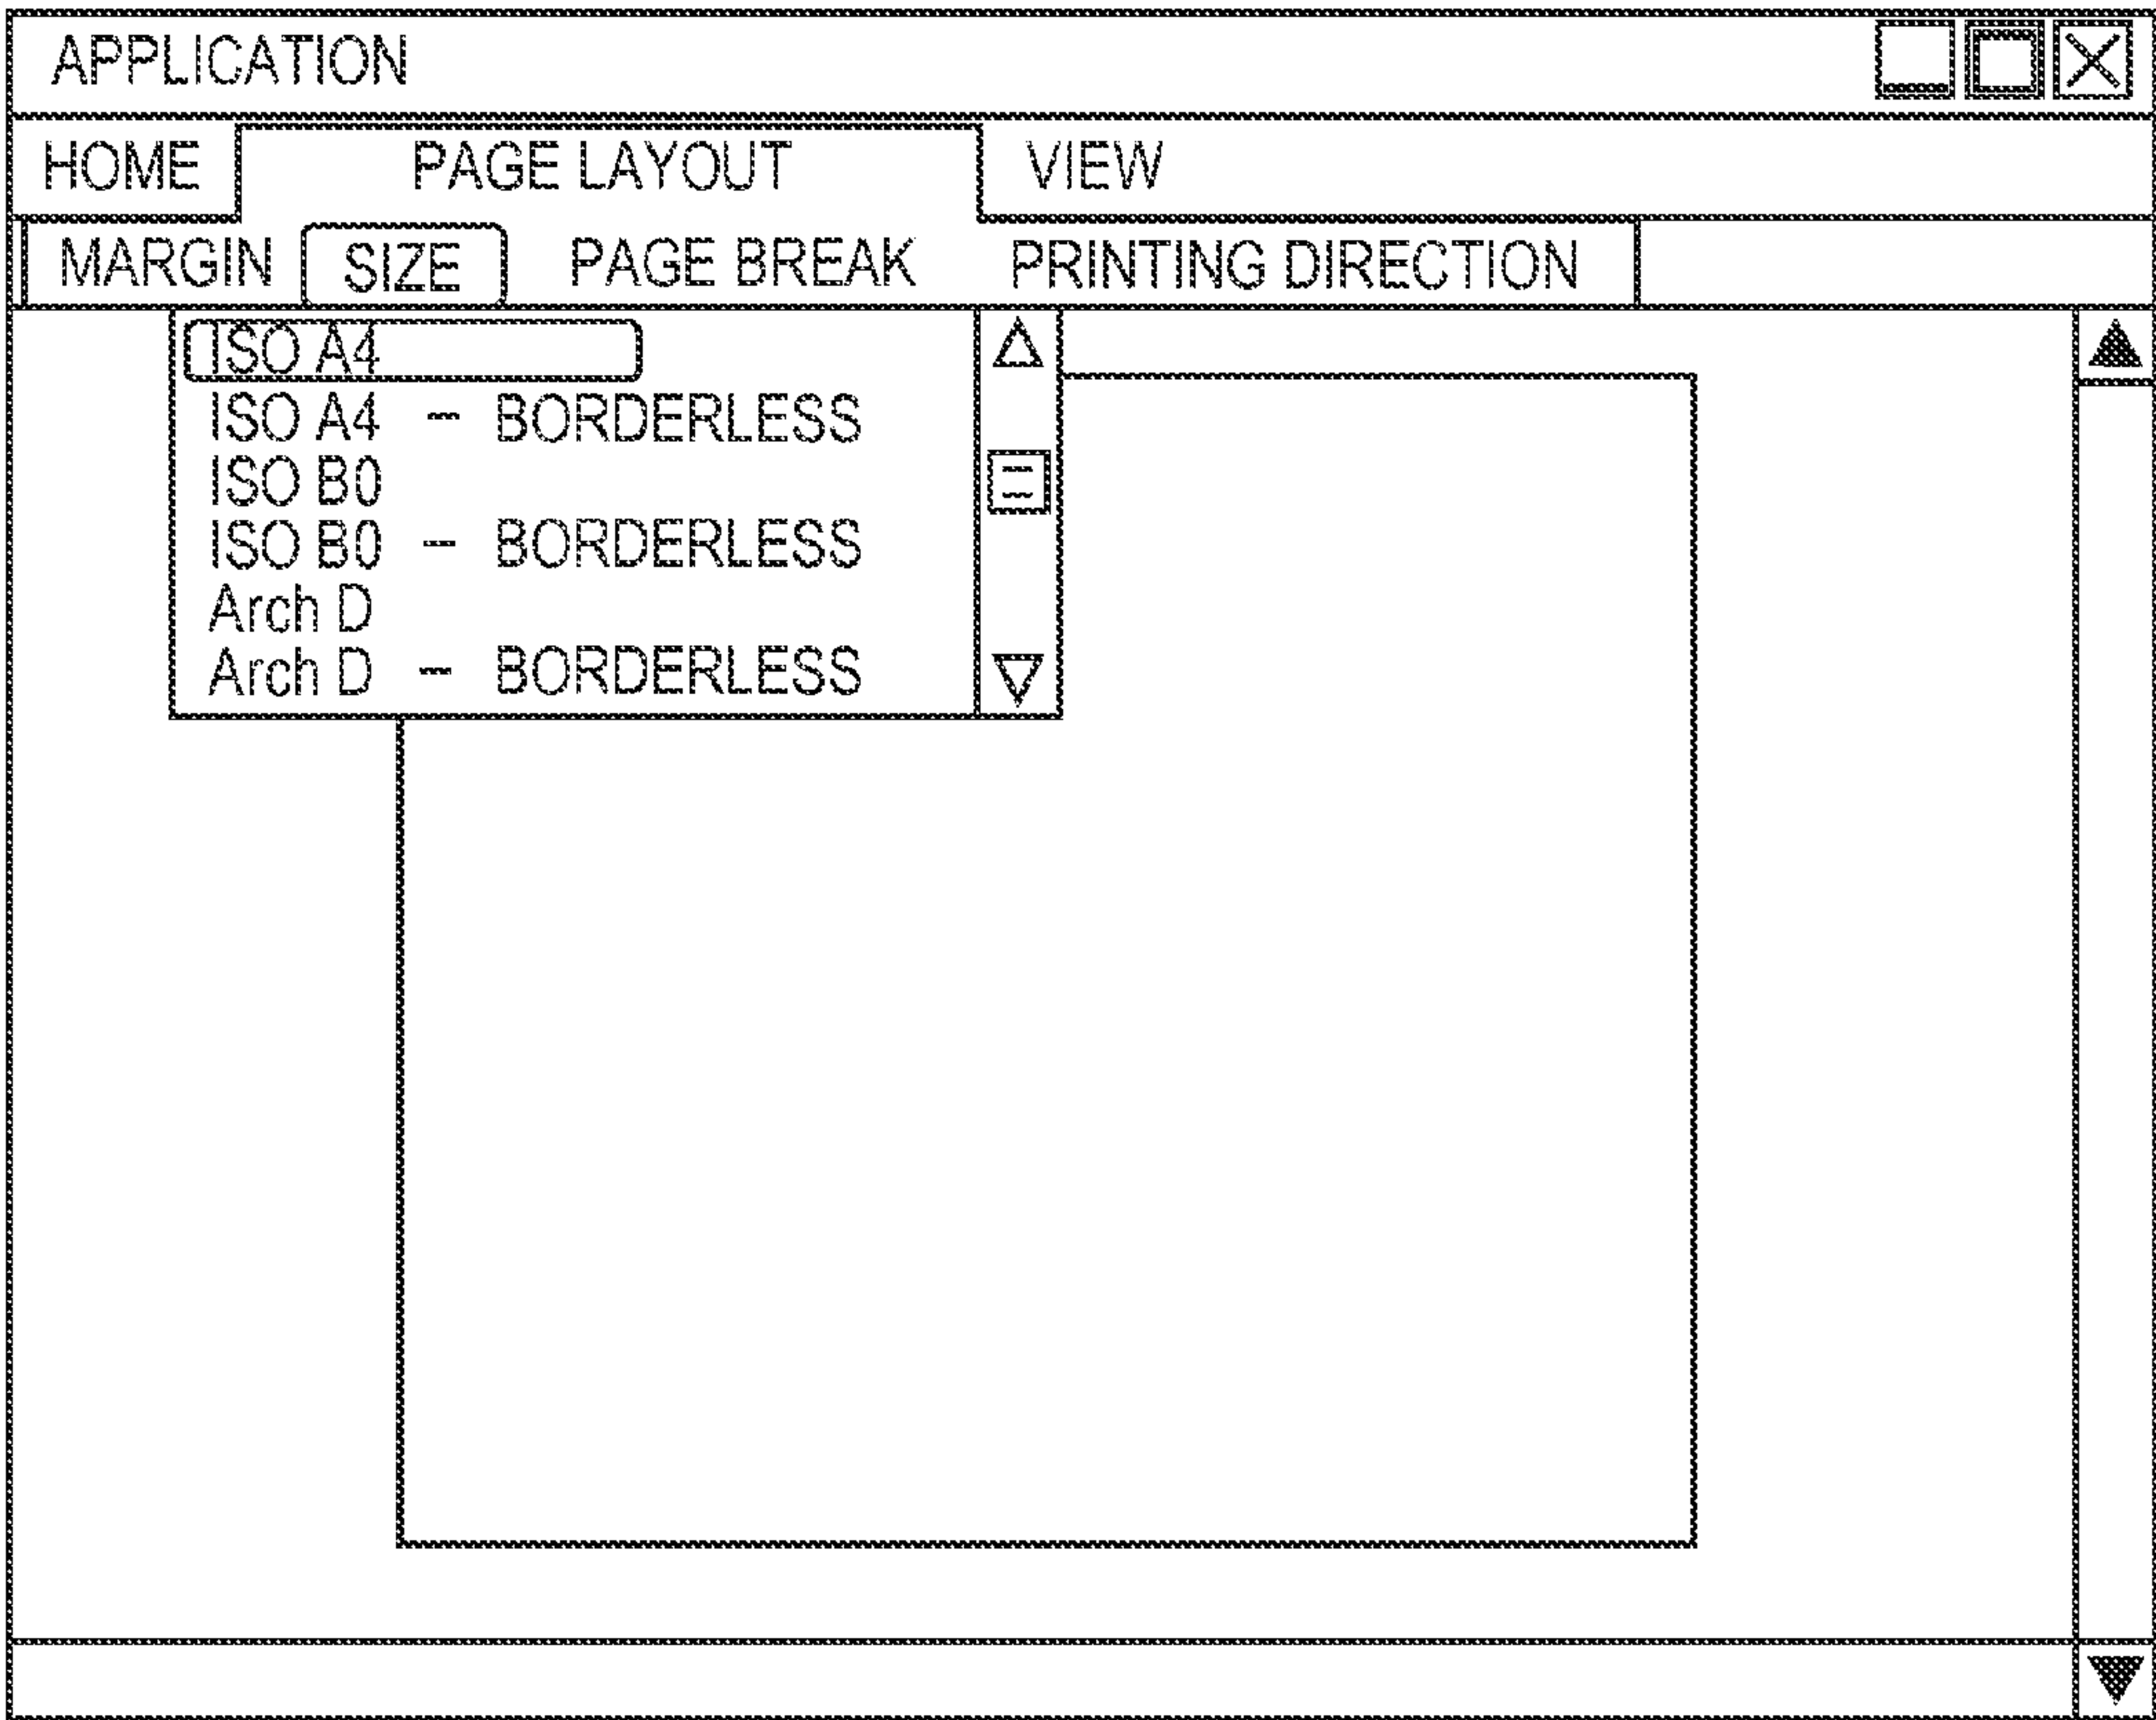 APPLICATION
HOME PAGE LAYOUT VIEW
MARGIN SIZE PAGE BREAK PRINTING DIRECTION
ISO A4
ISO A4 - BORDERLESS
ISO B0
ISO B0 - BORDERLESS
Arch D
Arch D - BORDERLESS